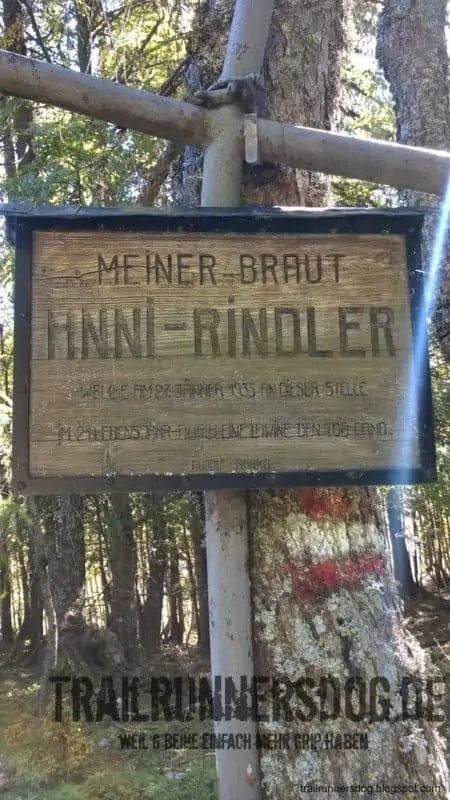 MEINER-BRAUT
ANNI-RINDLER
WELCHE AM 27. JÄNNER 1935 AN DIESER STELLE
IM 21 LEBENSJAHR DURCH EINE LAWINE DEN TOD FAND.
TRAILRUNNERSDOG.DE
WEIL 6 BEINE EINFACH MEHR GRIP HABEN
trailrunnersdog.blogspot.com